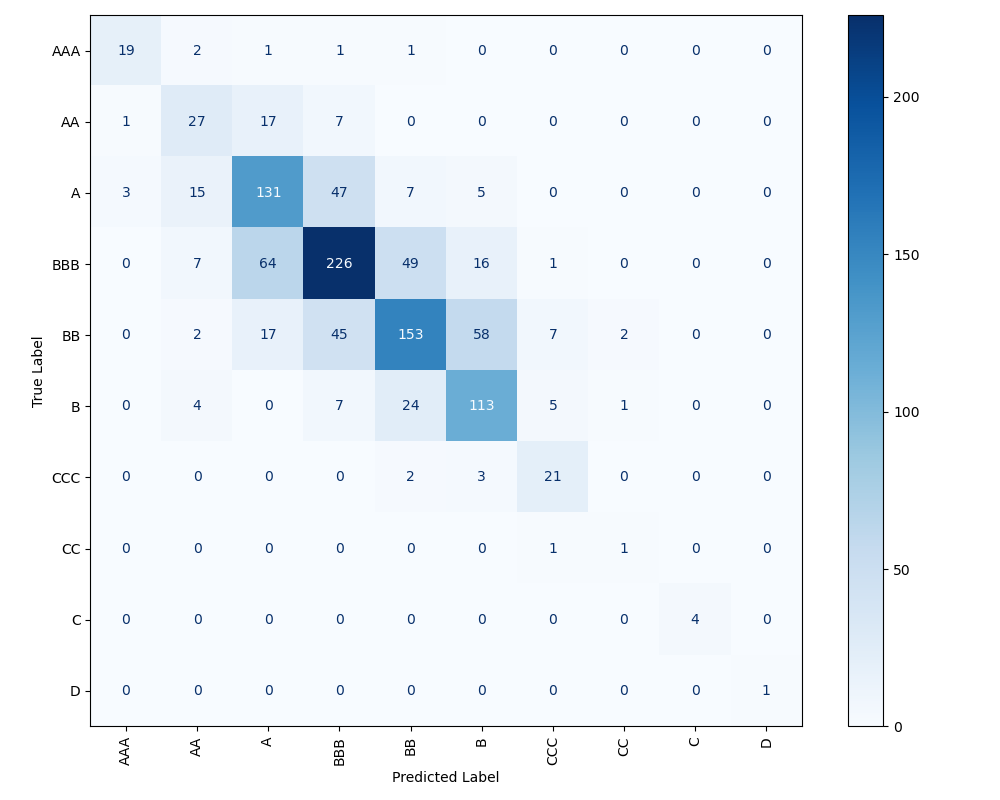 AAA 19 2 1 1 1 0 0 0 0 0
AA 1 27 17 7 0 0 0 0 0 0
A 3 15 131 47 7 5 0 0 0 0
BBB 0 7 64 226 49 16 1 0 0 0
BB 0 2 17 45 153 58 7 2 0 0
B 0 4 0 7 24 113 5 1 0 0
CCC 0 0 0 0 2 3 21 0 0 0
CC 0 0 0 0 0 0 1 1 0 0
C 0 0 0 0 0 0 0 0 4 0
D 0 0 0 0 0 0 0 0 0 1
AAA AA A BBB BB B CCC CC C D
Predicted Label
True Label
200
150
100
50
0